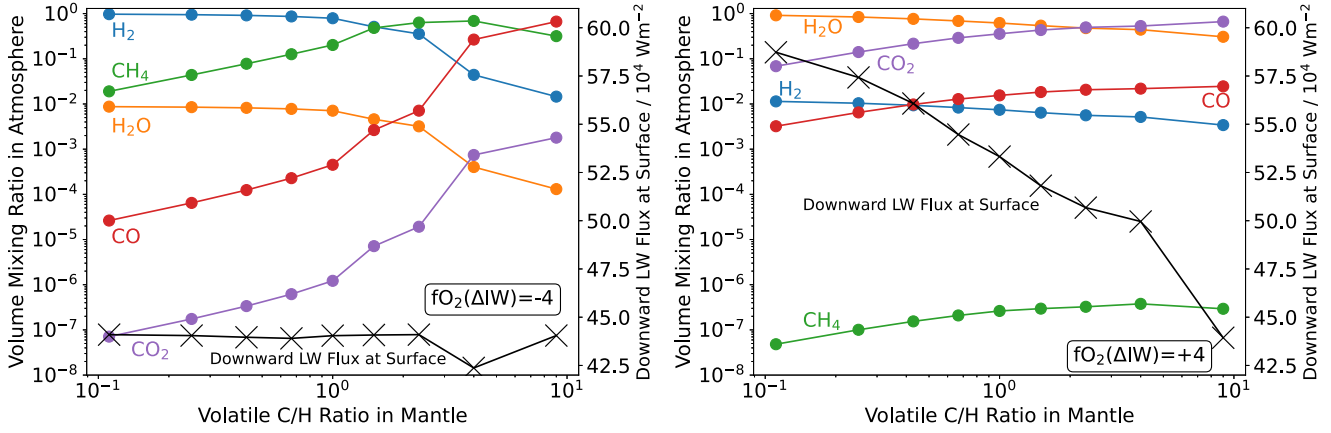 Volume Mixing Ratio in Atmosphere
10⁰
10⁻¹
10⁻²
10⁻³
10⁻⁴
10⁻⁵
10⁻⁶
10⁻⁷
10⁻⁸
H₂
CH₄
H₂O
CO
CO₂
fO₂(ΔIW)=-4
Downward LW Flux at Surface
10⁻¹
10⁰
10¹
Volatile C/H Ratio in Mantle
60.0
57.5
55.0
52.5
50.0
47.5
45.0
42.5
Downward LW Flux at Surface / 10⁴ Wm⁻²
Volume Mixing Ratio in Atmosphere
10⁰
10⁻¹
10⁻²
10⁻³
10⁻⁴
10⁻⁵
10⁻⁶
10⁻⁷
10⁻⁸
H₂O
CO₂
H₂
CO
Downward LW Flux at Surface
CH₄
fO₂(ΔIW)=+4
10⁻¹
10⁰
10¹
Volatile C/H Ratio in Mantle
60.0
57.5
55.0
52.5
50.0
47.5
45.0
42.5
Downward LW Flux at Surface / 10⁴ Wm⁻²